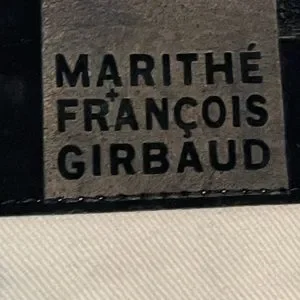 MARITHÉ
+
FRANÇOIS
GIRBAUD